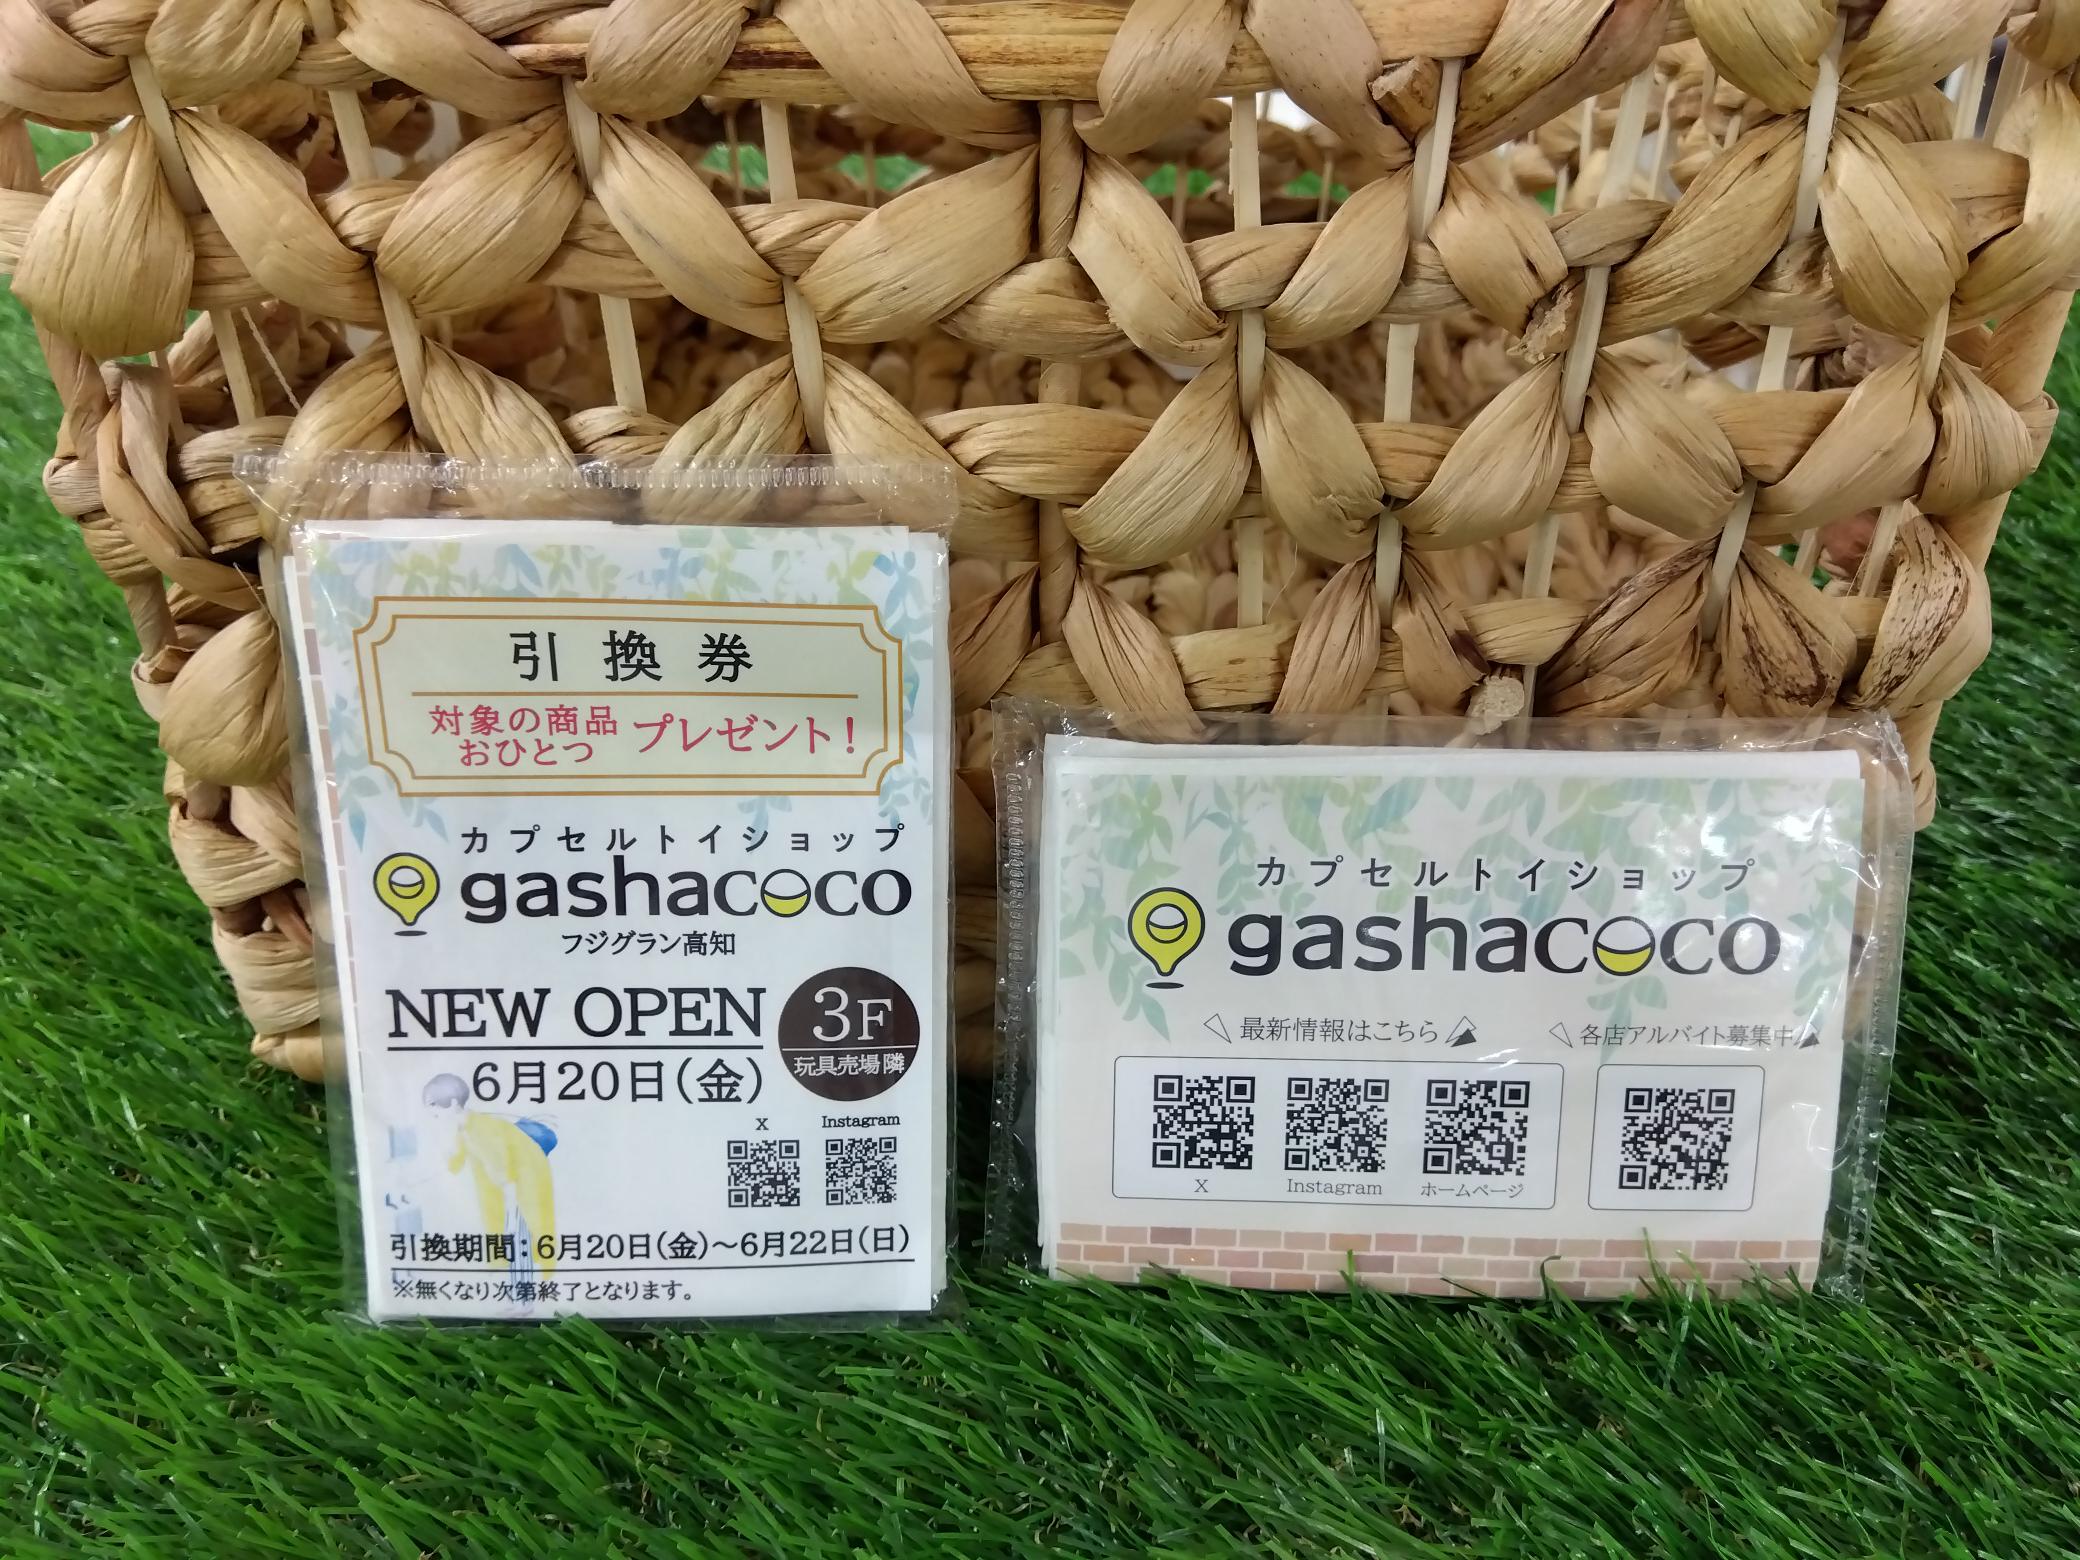 引換券
対象の商品
おひとつ
プレゼント！
カプセルトイショップ
gashacoco
フジグラン高知
NEW OPEN
6月20日(金)
3F
玩具売場隣
X
Instagram
引換期間：6月20日(金)～6月22日(日)
※無くなり次第終了となります。
カプセルトイショップ
gashacoco
最新情報はこちら
各店アルバイト募集中
X
Instagram
ホームページ